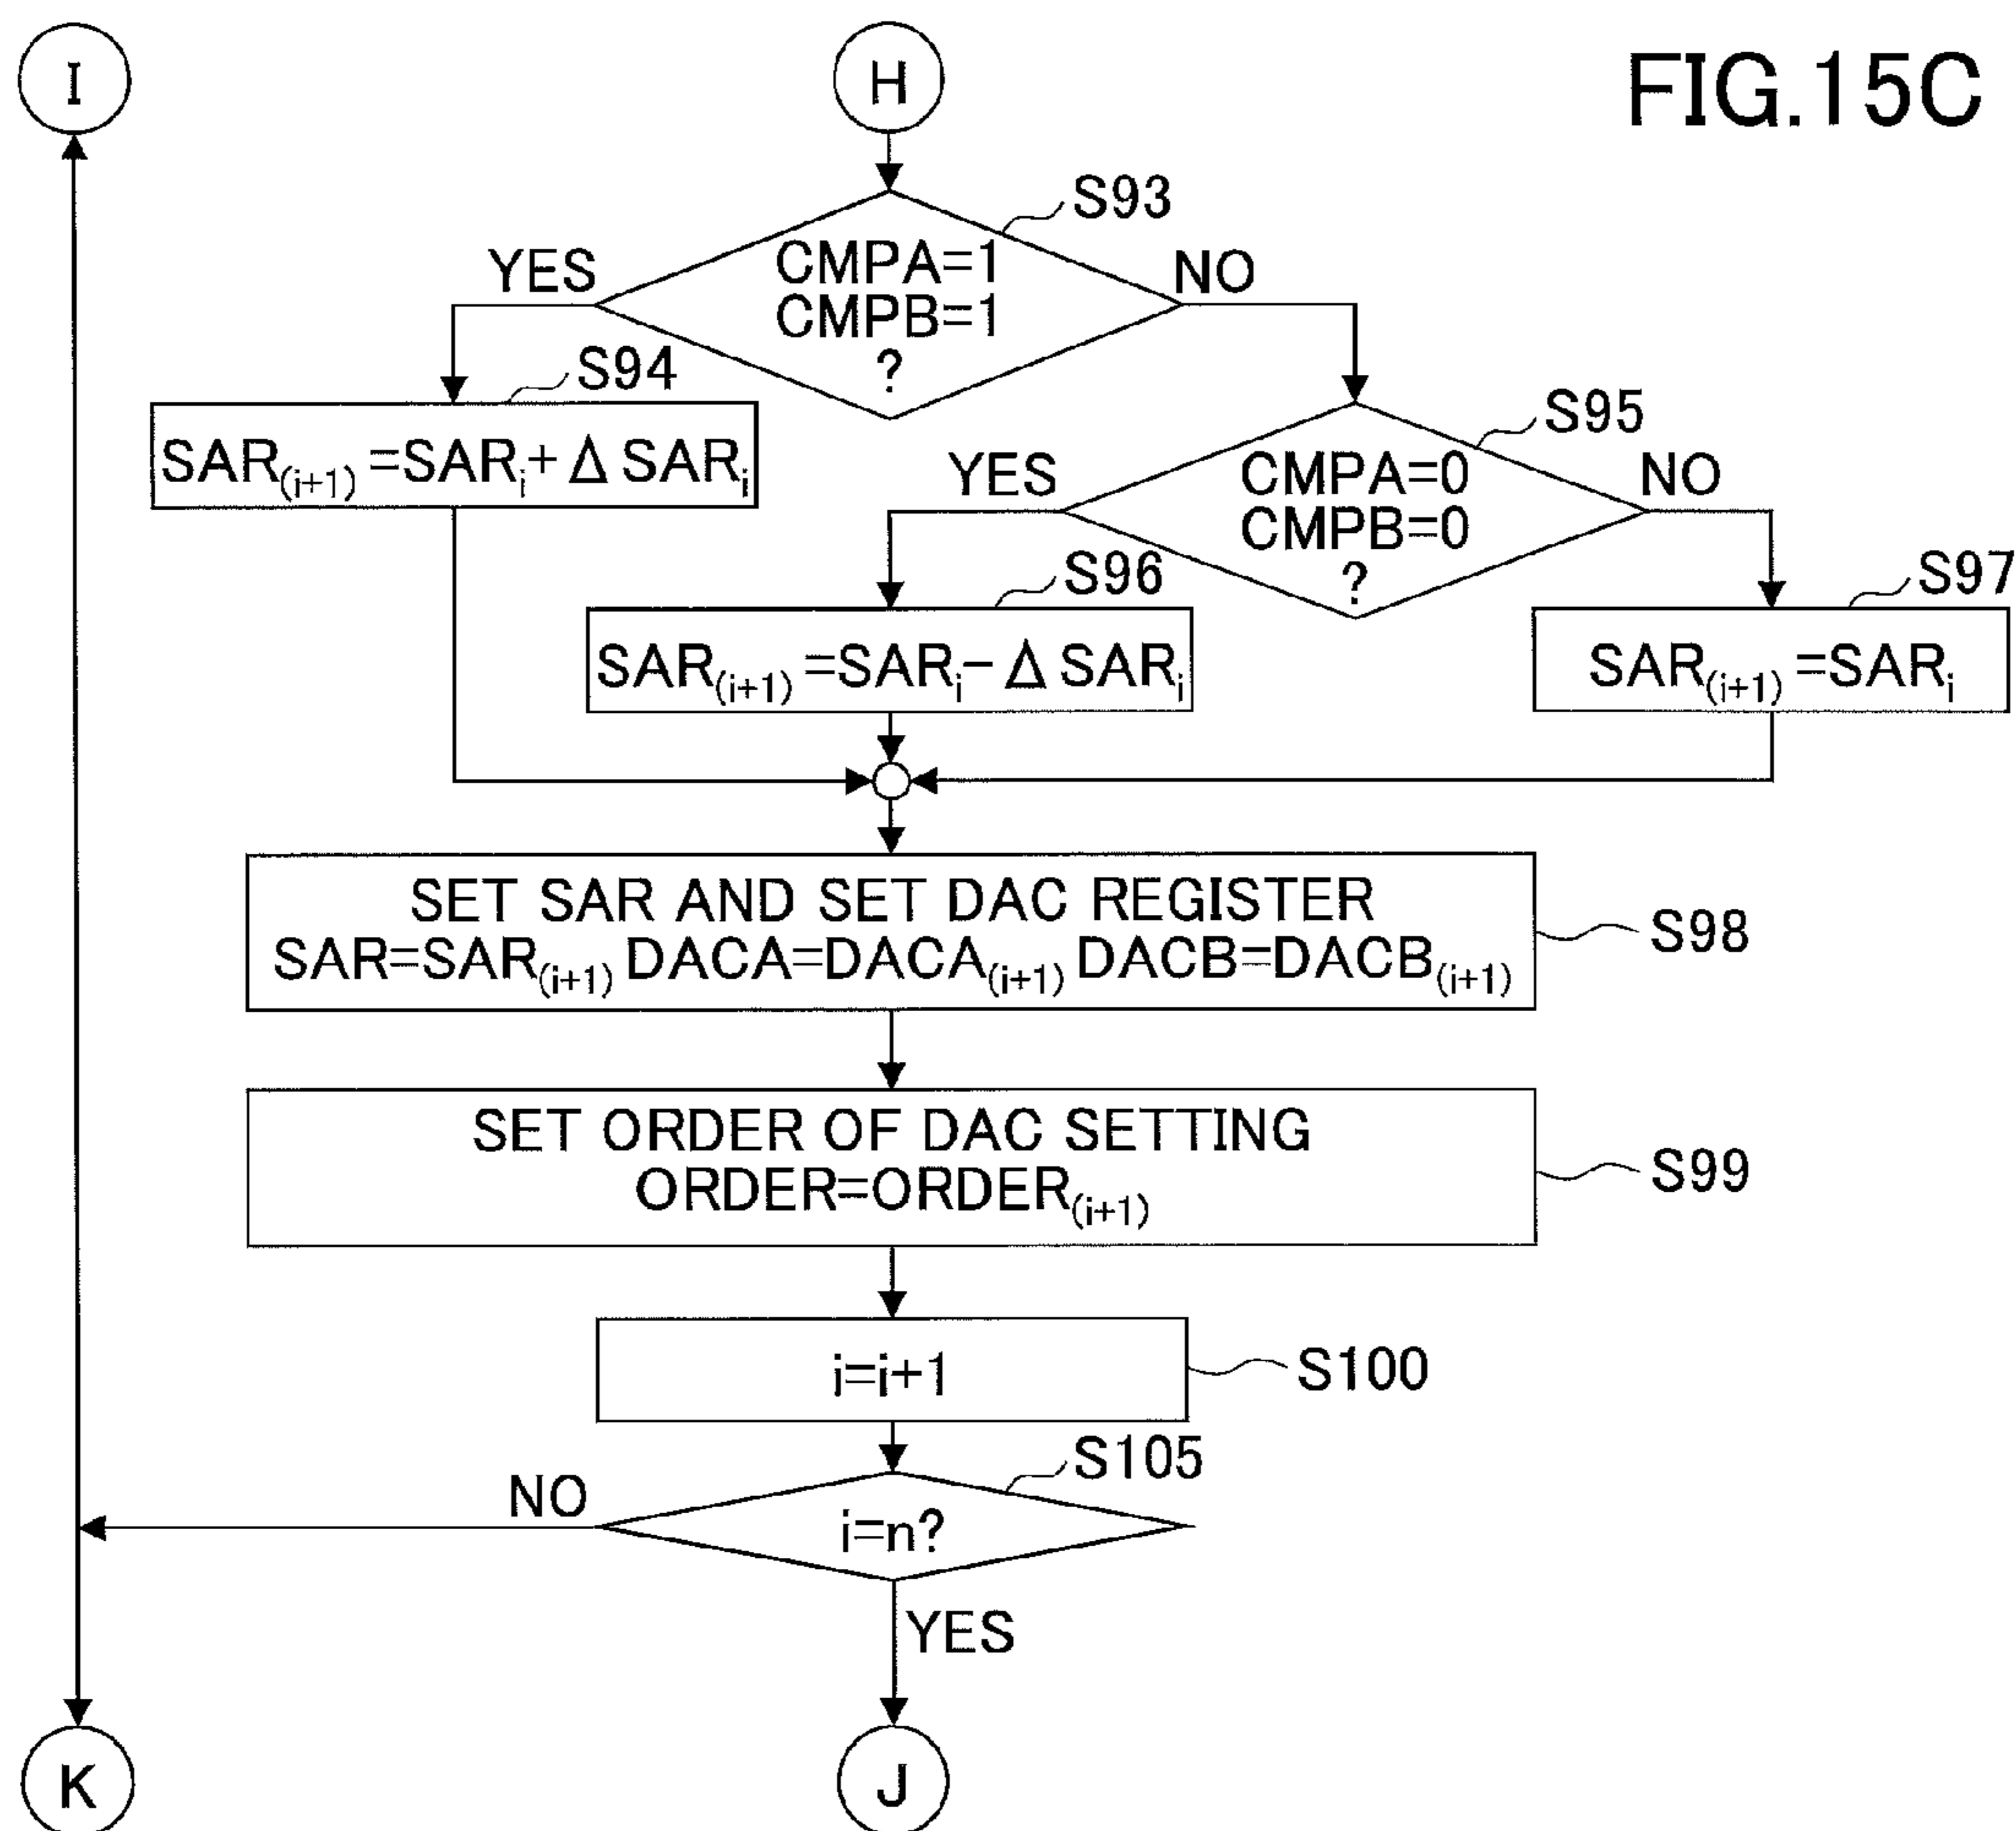 FIG.15C
I
H
S93
CMPA=1
CMPB=1
?
YES
NO
S94
SAR(i+1) =SARi+ Δ SARi
S95
CMPA=0
CMPB=0
?
YES
NO
S96
SAR(i+1) =SARi− Δ SARi
S97
SAR(i+1) =SARi
SET SAR AND SET DAC REGISTER
SAR=SAR(i+1) DACA=DACA(i+1) DACB=DACB(i+1)
S98
SET ORDER OF DAC SETTING
ORDER=ORDER(i+1)
S99
i=i+1
S100
S105
i=n?
NO
YES
K
J